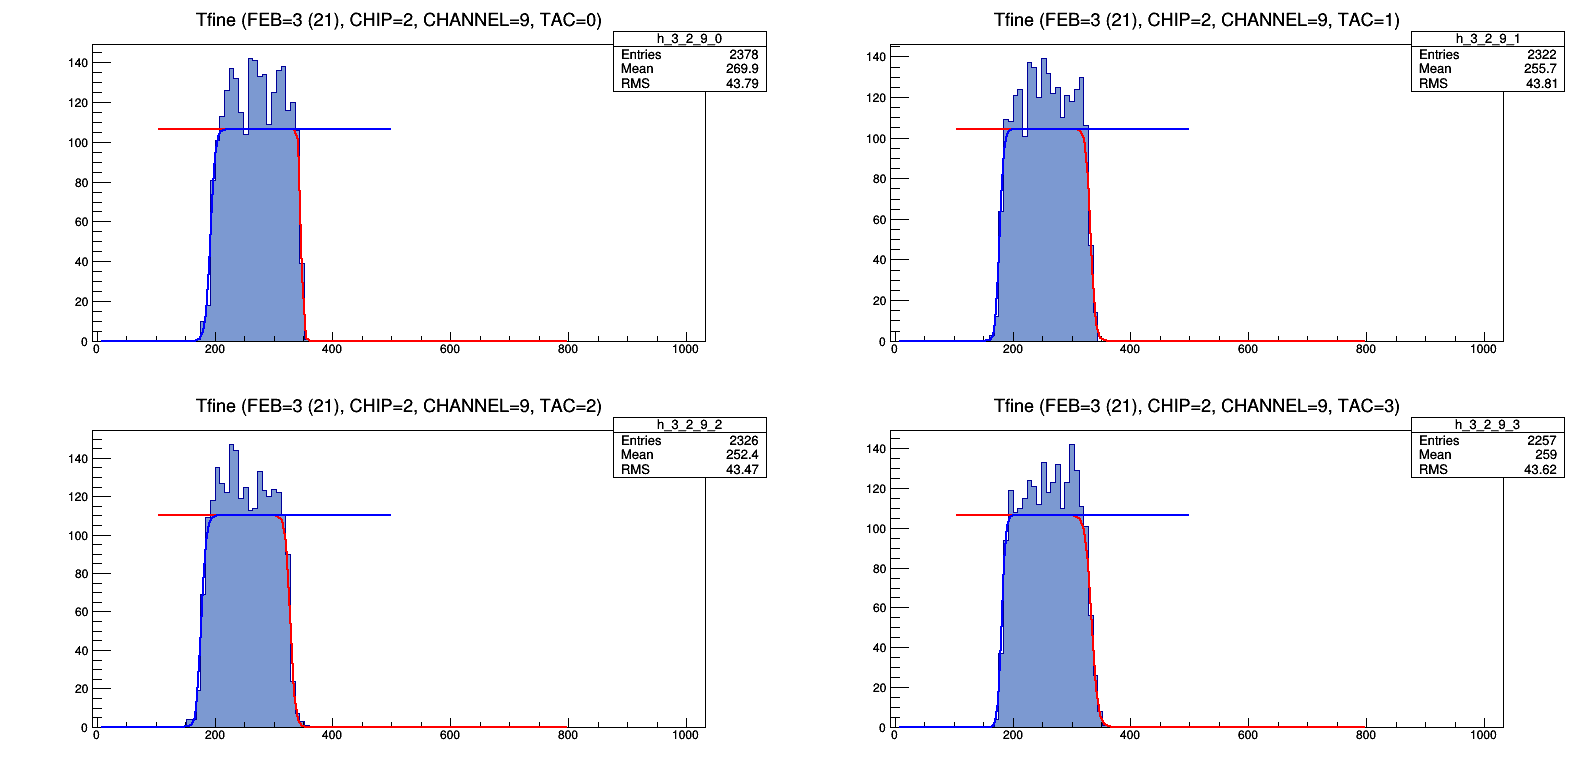 Tfine (FEB=3 (21), CHIP=2, CHANNEL=9, TAC=0)
h_3_2_9_0
Entries 2378
Mean 269.9
RMS 43.79
140
120
100
80
60
40
20
0
0 200 400 600 800 1000
Tfine (FEB=3 (21), CHIP=2, CHANNEL=9, TAC=1)
h_3_2_9_1
Entries 2322
Mean 255.7
RMS 43.81
140
120
100
80
60
40
20
0
0 200 400 600 800 1000
Tfine (FEB=3 (21), CHIP=2, CHANNEL=9, TAC=2)
h_3_2_9_2
Entries 2326
Mean 252.4
RMS 43.47
140
120
100
80
60
40
20
0
0 200 400 600 800 1000
Tfine (FEB=3 (21), CHIP=2, CHANNEL=9, TAC=3)
h_3_2_9_3
Entries 2257
Mean 259
RMS 43.62
140
120
100
80
60
40
20
0
0 200 400 600 800 1000